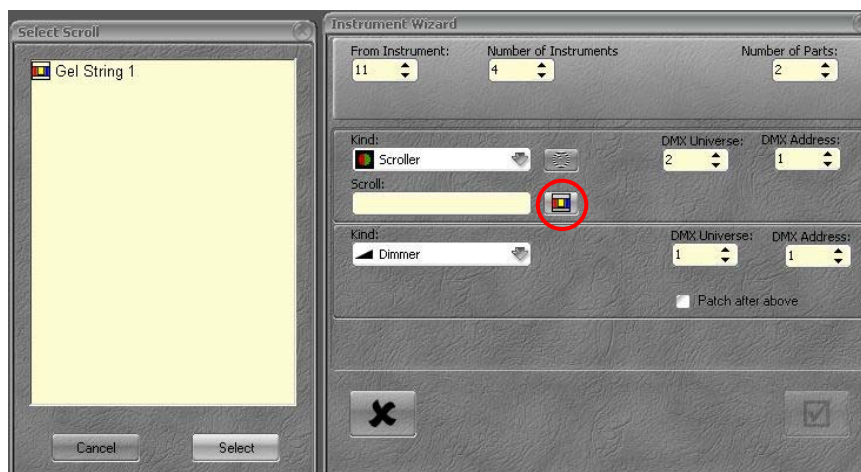 Select Scroll
Gel String 1
Cancel Select
Instrument Wizard
From Instrument: Number of Instruments Number of Parts:
11 4 2
Kind: DMX Universe: DMX Address:
Scroller 2 1
Scroll:
Kind: DMX Universe: DMX Address:
Dimmer 1 1
Patch after above